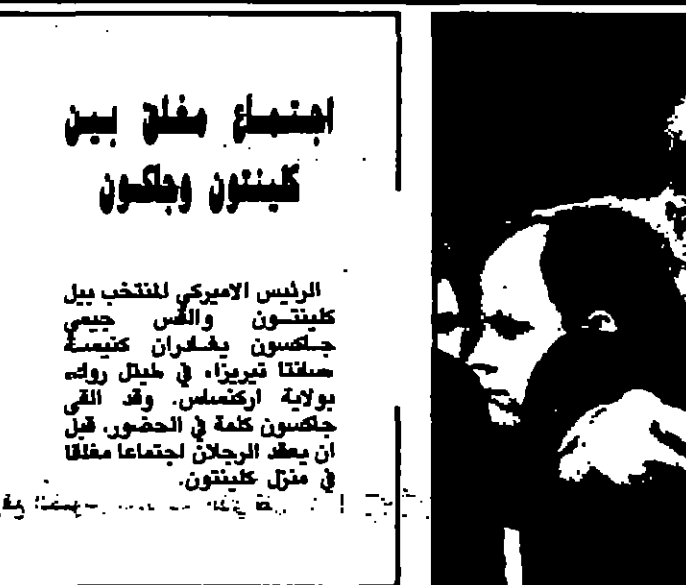 اجتماع مغلق بين
كلينتون وجاكسون
الرئيس الاميركي المنتخب بيل
كلينتون والقس جيمي
جاكسون يغادران كنيسة
سانتا تيريزا، في ليتل روك،
بولاية اركنساس. وقد القى
جاكسون كلمة في الحضور، قبل
ان يعقد الرجلان اجتماعا مغلقا
في منزل كلينتون.